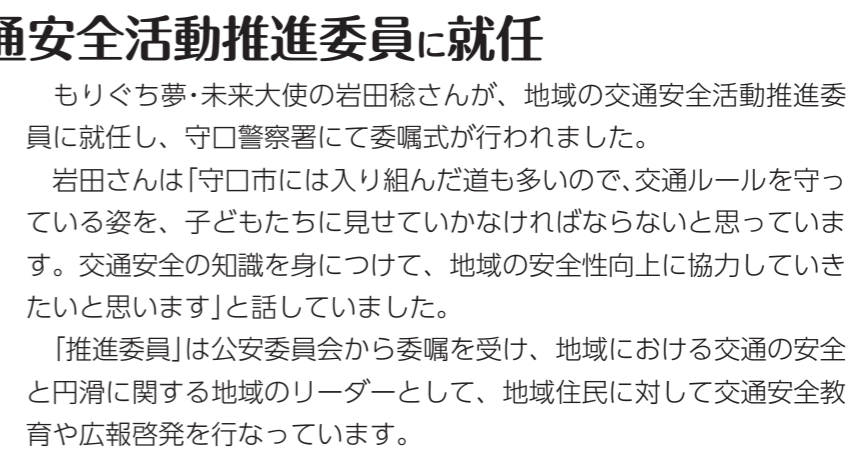 通安全活動推進委員に就任
もりぐち夢・未来大使の岩田稔さんが、地域の交通安全活動推進委
員に就任し、守口警察署にて委嘱式が行われました。
岩田さんは「守口市には入り組んだ道も多いので、交通ルールを守っ
ている姿を、子どもたちに見せていかなければならないと思っていま
す。交通安全の知識を身につけて、地域の安全性向上に協力していき
たいと思います」と話していました。
「推進委員」は公安委員会から委嘱を受け、地域における交通の安全
と円滑に関する地域のリーダーとして、地域住民に対して交通安全教
育や広報啓発を行なっています。